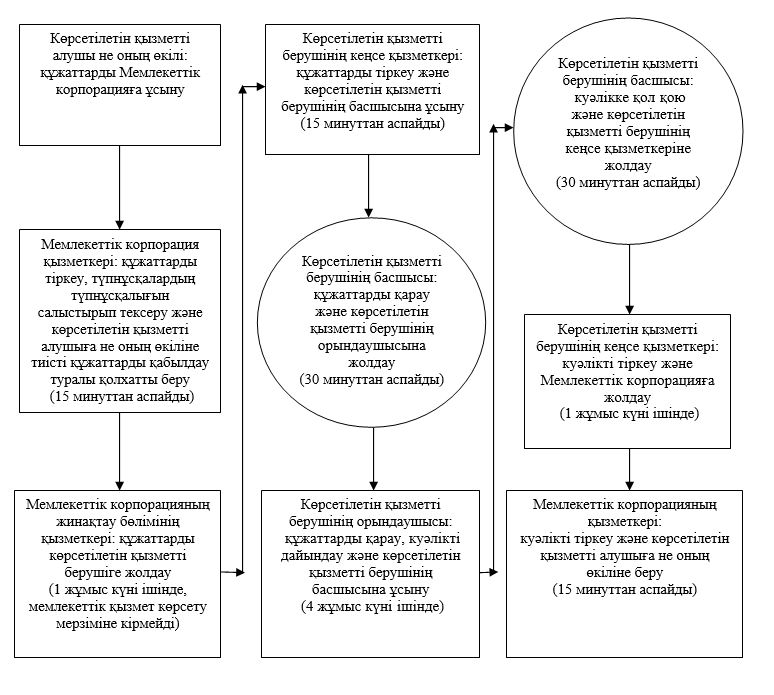 Көрсетілетін қызметті
алушы не оның өкілі:
құжаттарды Мемлекеттік
корпорацияға ұсыну
Мемлекеттік корпорация
қызметкері: құжаттарды
тіркеу, түпнұсқалардың
түпнұсқалығын
салыстырып тексеру және
көрсетілетін қызметті
алушыға не оның өкіліне
тиісті құжаттарды қабылдау
туралы қолхатты беру
(15 минуттан аспайды)
Мемлекеттік корпорацияның
жинақтау бөлімінің
қызметкері: құжаттарды
көрсетілетін қызметті
берушіге жолдау
(1 жұмыс күні ішінде,
мемлекеттік қызмет көрсету
мерзіміне кірмейді)
Көрсетілетін қызметті
берушінің кеңсе қызметкері:
құжаттарды тіркеу және
көрсетілетін қызметті
берушінің басшысына ұсыну
(15 минуттан аспайды)
Көрсетілетін қызметті
берушінің басшысы:
құжаттарды қарау
және көрсетілетін
қызметті берушінің
орындаушысына
жолдау
(30 минуттан аспайды)
Көрсетілетін қызметті
берушінің орындаушысы:
құжаттарды қарау, куәлікті
дайындау және көрсетілетін
қызметті берушінің
басшысына ұсыну
(4 жұмыс күні ішінде)
Көрсетілетін қызметті
берушінің басшысы:
куәлікке қол қою
және көрсетілетін
қызметті берушінің
кеңсе қызметкеріне
жолдау
(30 минуттан аспайды)
Көрсетілетін қызметті
берушінің кеңсе қызметкері:
куәлікті тіркеу және
Мемлекеттік корпорацияға
жолдау
(1 жұмыс күні ішінде)
Мемлекеттік корпорацияның
қызметкері:
куәлікті тіркеу және көрсетілетін
қызметті алушыға не оның
өкіліне беру
(15 минуттан аспайды)